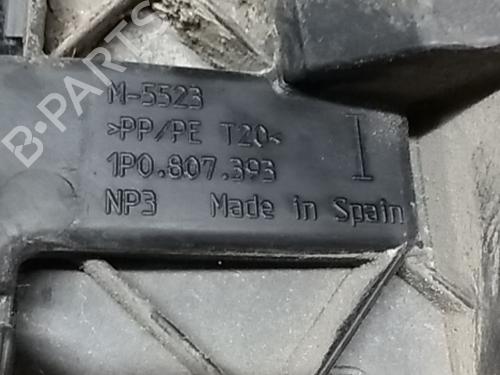 M-5523
>PP/PE T20<
1P0.807.393
NP3 Made in Spain
B-PARTS